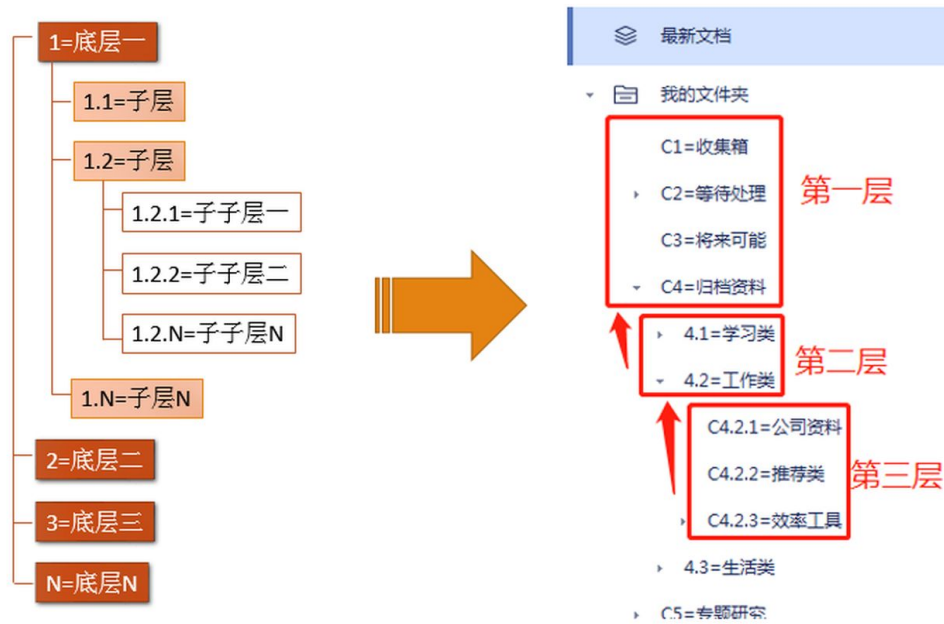 1=底层一
1.1=子层
1.2=子层
1.2.1=子子层一
1.2.2=子子层二
1.2.N=子子层N
1.N=子层N
2=底层二
3=底层三
N=底层N
最新文档
我的文件夹
C1=收集箱
C2=等待处理
C3=将来可能
C4=归档资料
第一层
4.1=学习类
4.2=工作类
第二层
C4.2.1=公司资料
C4.2.2=推荐类
C4.2.3=效率工具
第三层
4.3=生活类
C5=专题研究